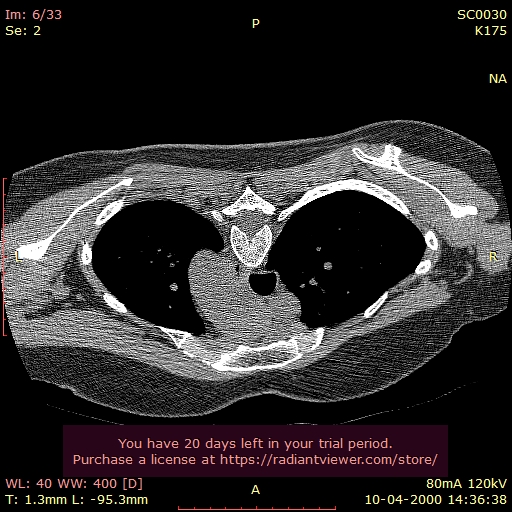 Im: 6/33
Se: 2
P
SC0030
K175
NA
L
R
You have 20 days left in your trial period.
Purchase a license at https://radiantviewer.com/store/
WL: 40 WW: 400 [D]
T: 1.3mm L: -95.3mm
A
80mA 120kV
10-04-2000 14:36:38